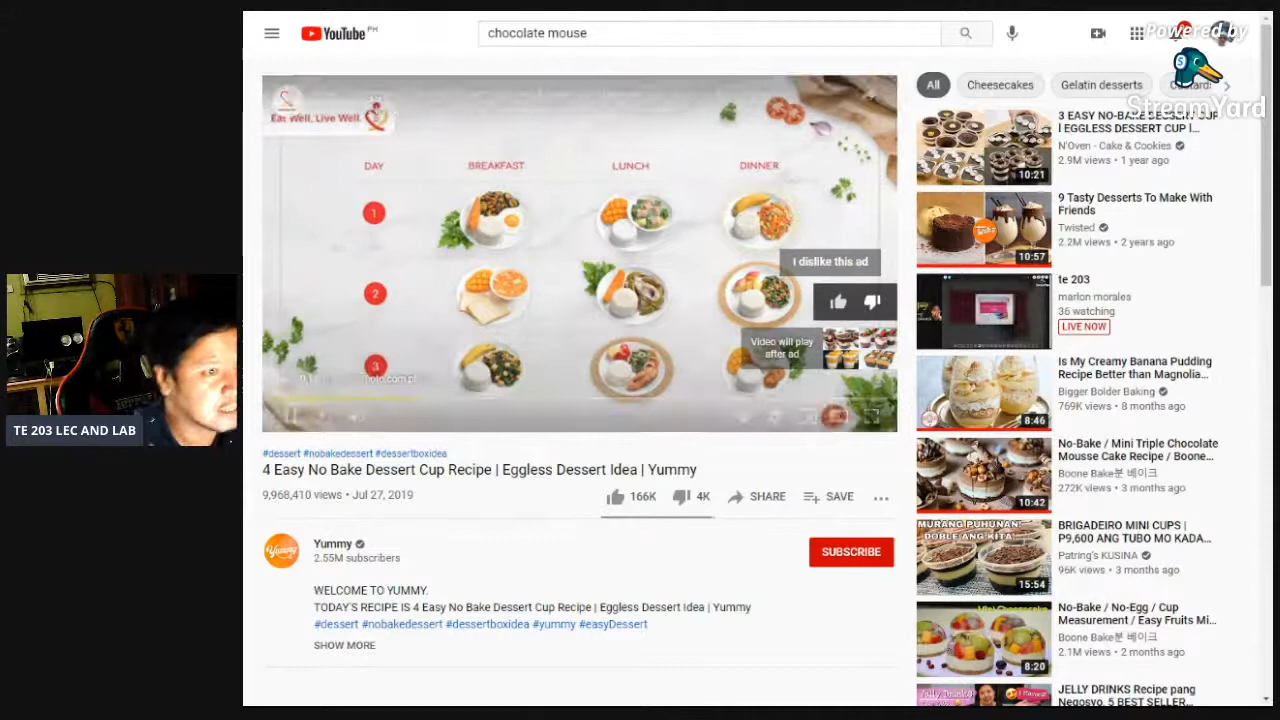 YouTube PH
chocolate mouse
Powered by
StreamYard
Eat Well, Live Well.
DAY
BREAKFAST
LUNCH
DINNER
1
2
3
I dislike this ad
Video will play
after ad
TE 203 LEC AND LAB
#dessert #nobakedessert #dessertboxidea
4 Easy No Bake Dessert Cup Recipe | Eggless Dessert Idea | Yummy
9,968,410 views • Jul 27, 2019
166K
4K
SHARE
SAVE
Yummy
Yummy
2.55M subscribers
SUBSCRIBE
WELCOME TO YUMMY.
TODAY'S RECIPE IS 4 Easy No Bake Dessert Cup Recipe | Eggless Dessert Idea | Yummy
#dessert #nobakedessert #dessertboxidea #yummy #easyDessert
SHOW MORE
All
Cheesecakes
Gelatin desserts
3 EASY NO-BAKE DESSERT CUP
l EGGLESS DESSERT CUP l...
N'Oven - Cake & Cookies
2.9M views • 1 year ago
10:21
9 Tasty Desserts To Make With
Friends
Twisted
2.2M views • 2 years ago
10:57
te 203
marlon morales
36 watching
LIVE NOW
Is My Creamy Banana Pudding
Recipe Better than Magnolia...
Bigger Bolder Baking
769K views • 8 months ago
8:46
No-Bake / Mini Triple Chocolate
Mousse Cake Recipe / Boone...
Boone Bake분 베이크
272K views • 3 months ago
10:42
MURANG PUHUNAN!
DOBLE ANG KITA!
BRIGADEIRO MINI CUPS |
P9,600 ANG TUBO MO KADA...
Patring's KUSINA
96K views • 3 months ago
15:54
Mini Cheesecake
No-Bake / No-Egg / Cup
Measurement / Easy Fruits Mi...
Boone Bake분 베이크
2.1M views • 2 months ago
8:20
JELLY DRINKS Recipe pang
Negosyo, 5 BEST SELLER...